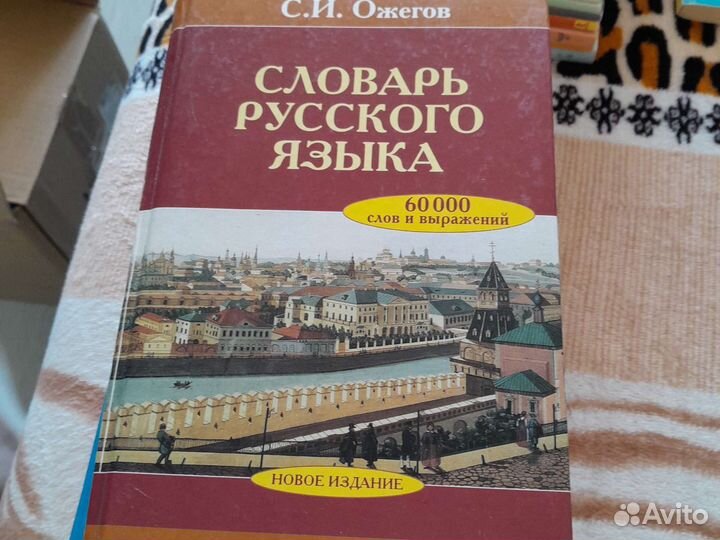 С.И. Ожегов
СЛОВАРЬ
РУССКОГО
ЯЗЫКА
60 000
слов и выражений
НОВОЕ ИЗДАНИЕ
Avito